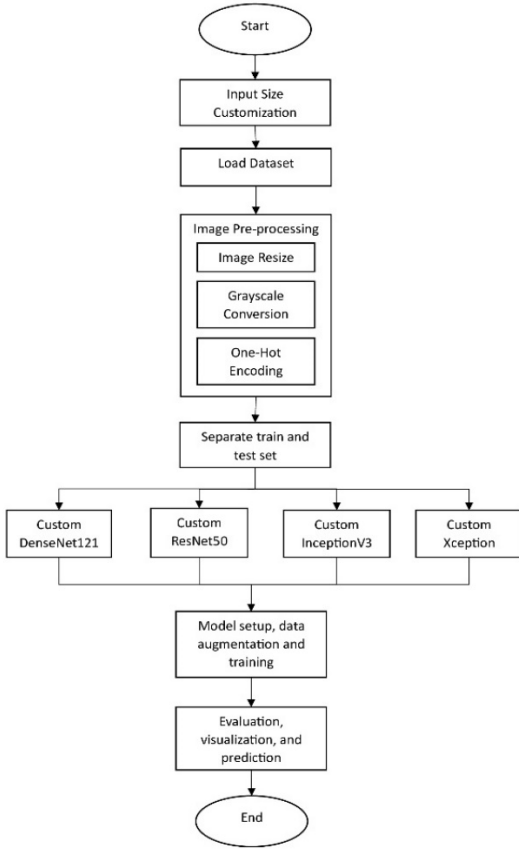 Start
Input Size
Customization
Load Dataset
Image Pre-processing
Image Resize
Grayscale
Conversion
One-Hot
Encoding
Separate train and
test set
Custom
DenseNet121
Custom
ResNet50
Custom
InceptionV3
Custom
Xception
Model setup, data
augmentation and
training
Evaluation,
visualization, and
prediction
End